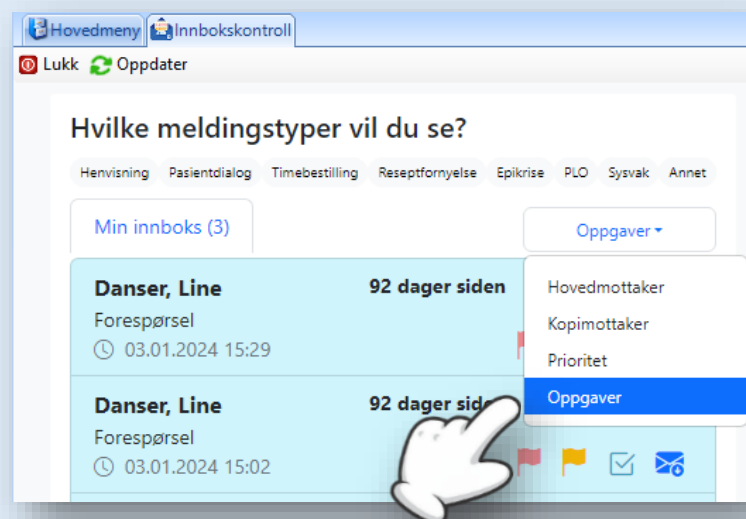 Hovedmeny Innbokskontroll
Lukk Oppdater
Hvilke meldingstyper vil du se?
Henvisning Pasientdialog Timebestilling Reseptfornyelse Epikrise PLO Sysvak Annet
Min innboks (3)
Oppgaver
Danser, Line 92 dager siden
Forespørsel
03.01.2024 15:29
Hovedmottaker
Kopimottaker
Prioritet
Oppgaver
Danser, Line 92 dager
Forespørsel
03.01.2024 15:02